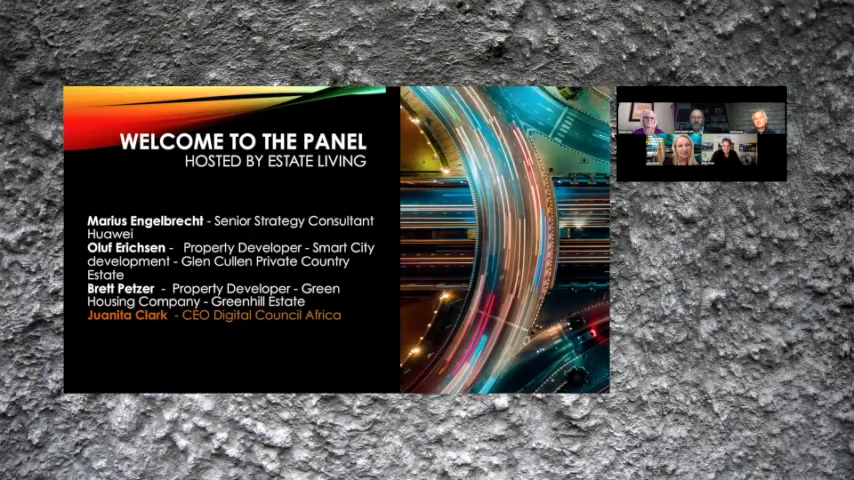 WELCOME TO THE PANEL
HOSTED BY ESTATE LIVING
Marius Engelbrecht - Senior Strategy Consultant
Huawei
Oluf Erichsen - Property Developer - Smart City
development - Glen Cullen Private Country
Estate
Brett Petzer - Property Developer - Green
Housing Company - Greenhill Estate
Juanita Clark - CEO Digital Council Africa